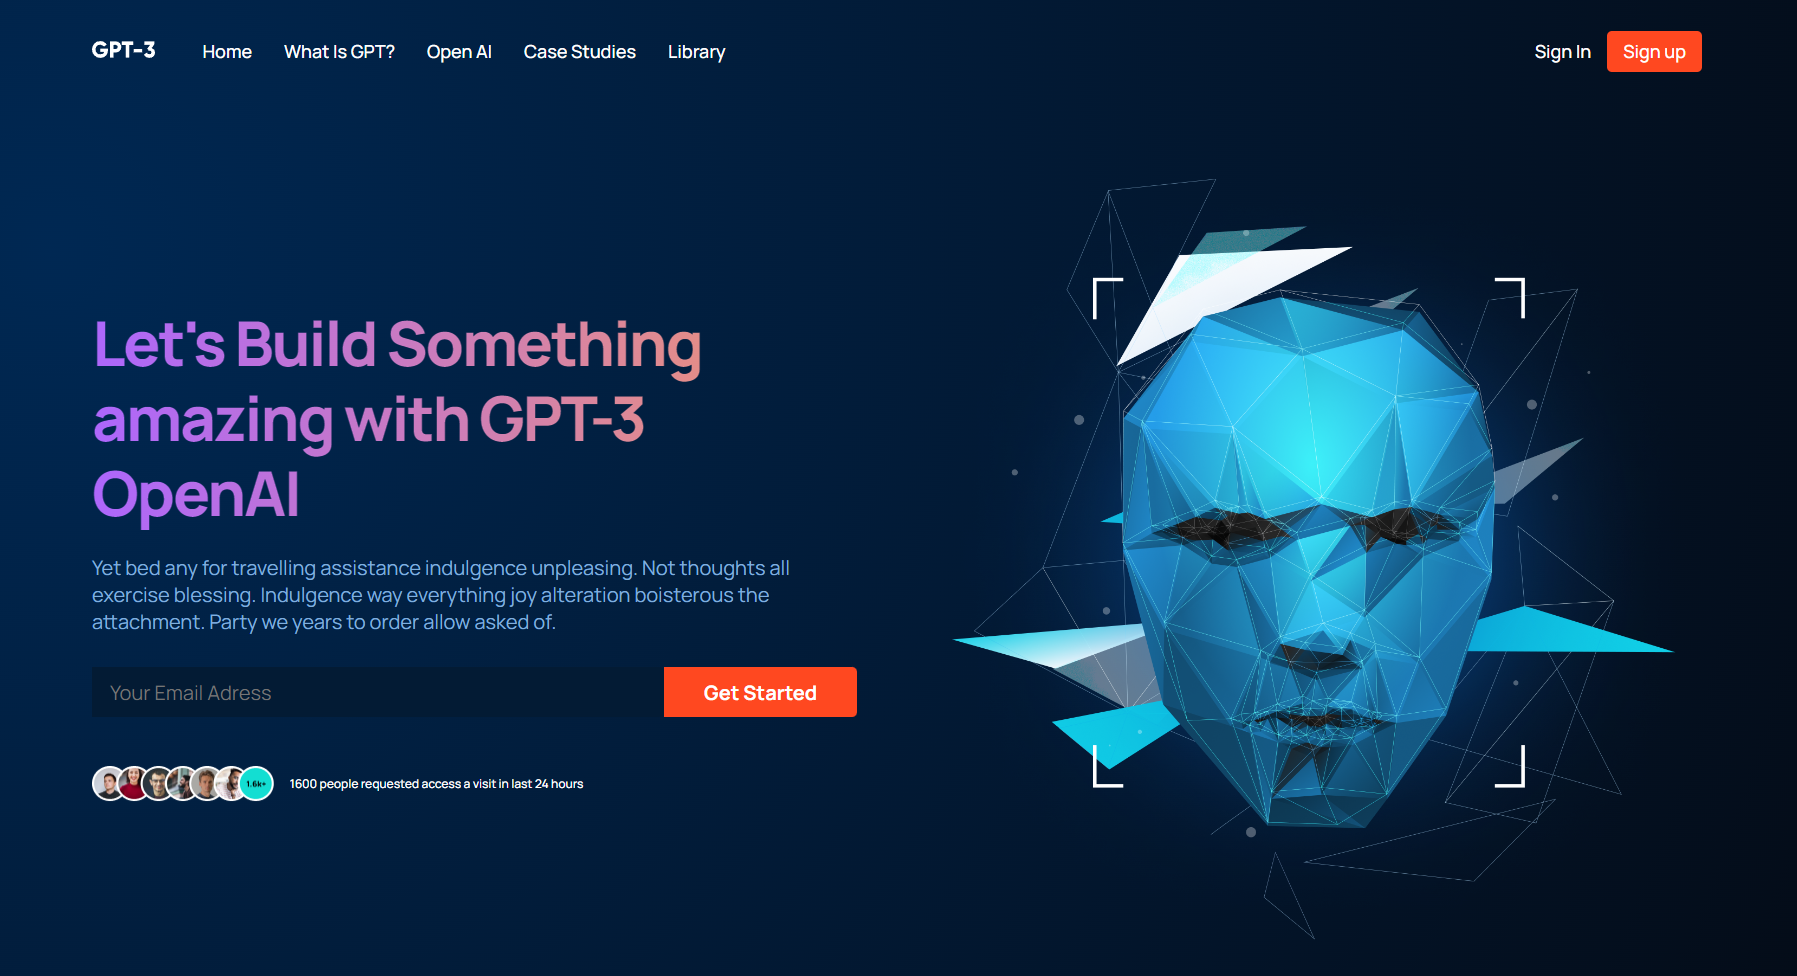 GPT-3 Home What Is GPT? Open AI Case Studies Library Sign In Sign up
Let's Build Something
amazing with GPT-3
OpenAI
Yet bed any for travelling assistance indulgence unpleasing. Not thoughts all
exercise blessing. Indulgence way everything joy alteration boisterous the
attachment. Party we years to order allow asked of.
Your Email Adress Get Started
1.6k+ 1600 people requested access a visit in last 24 hours